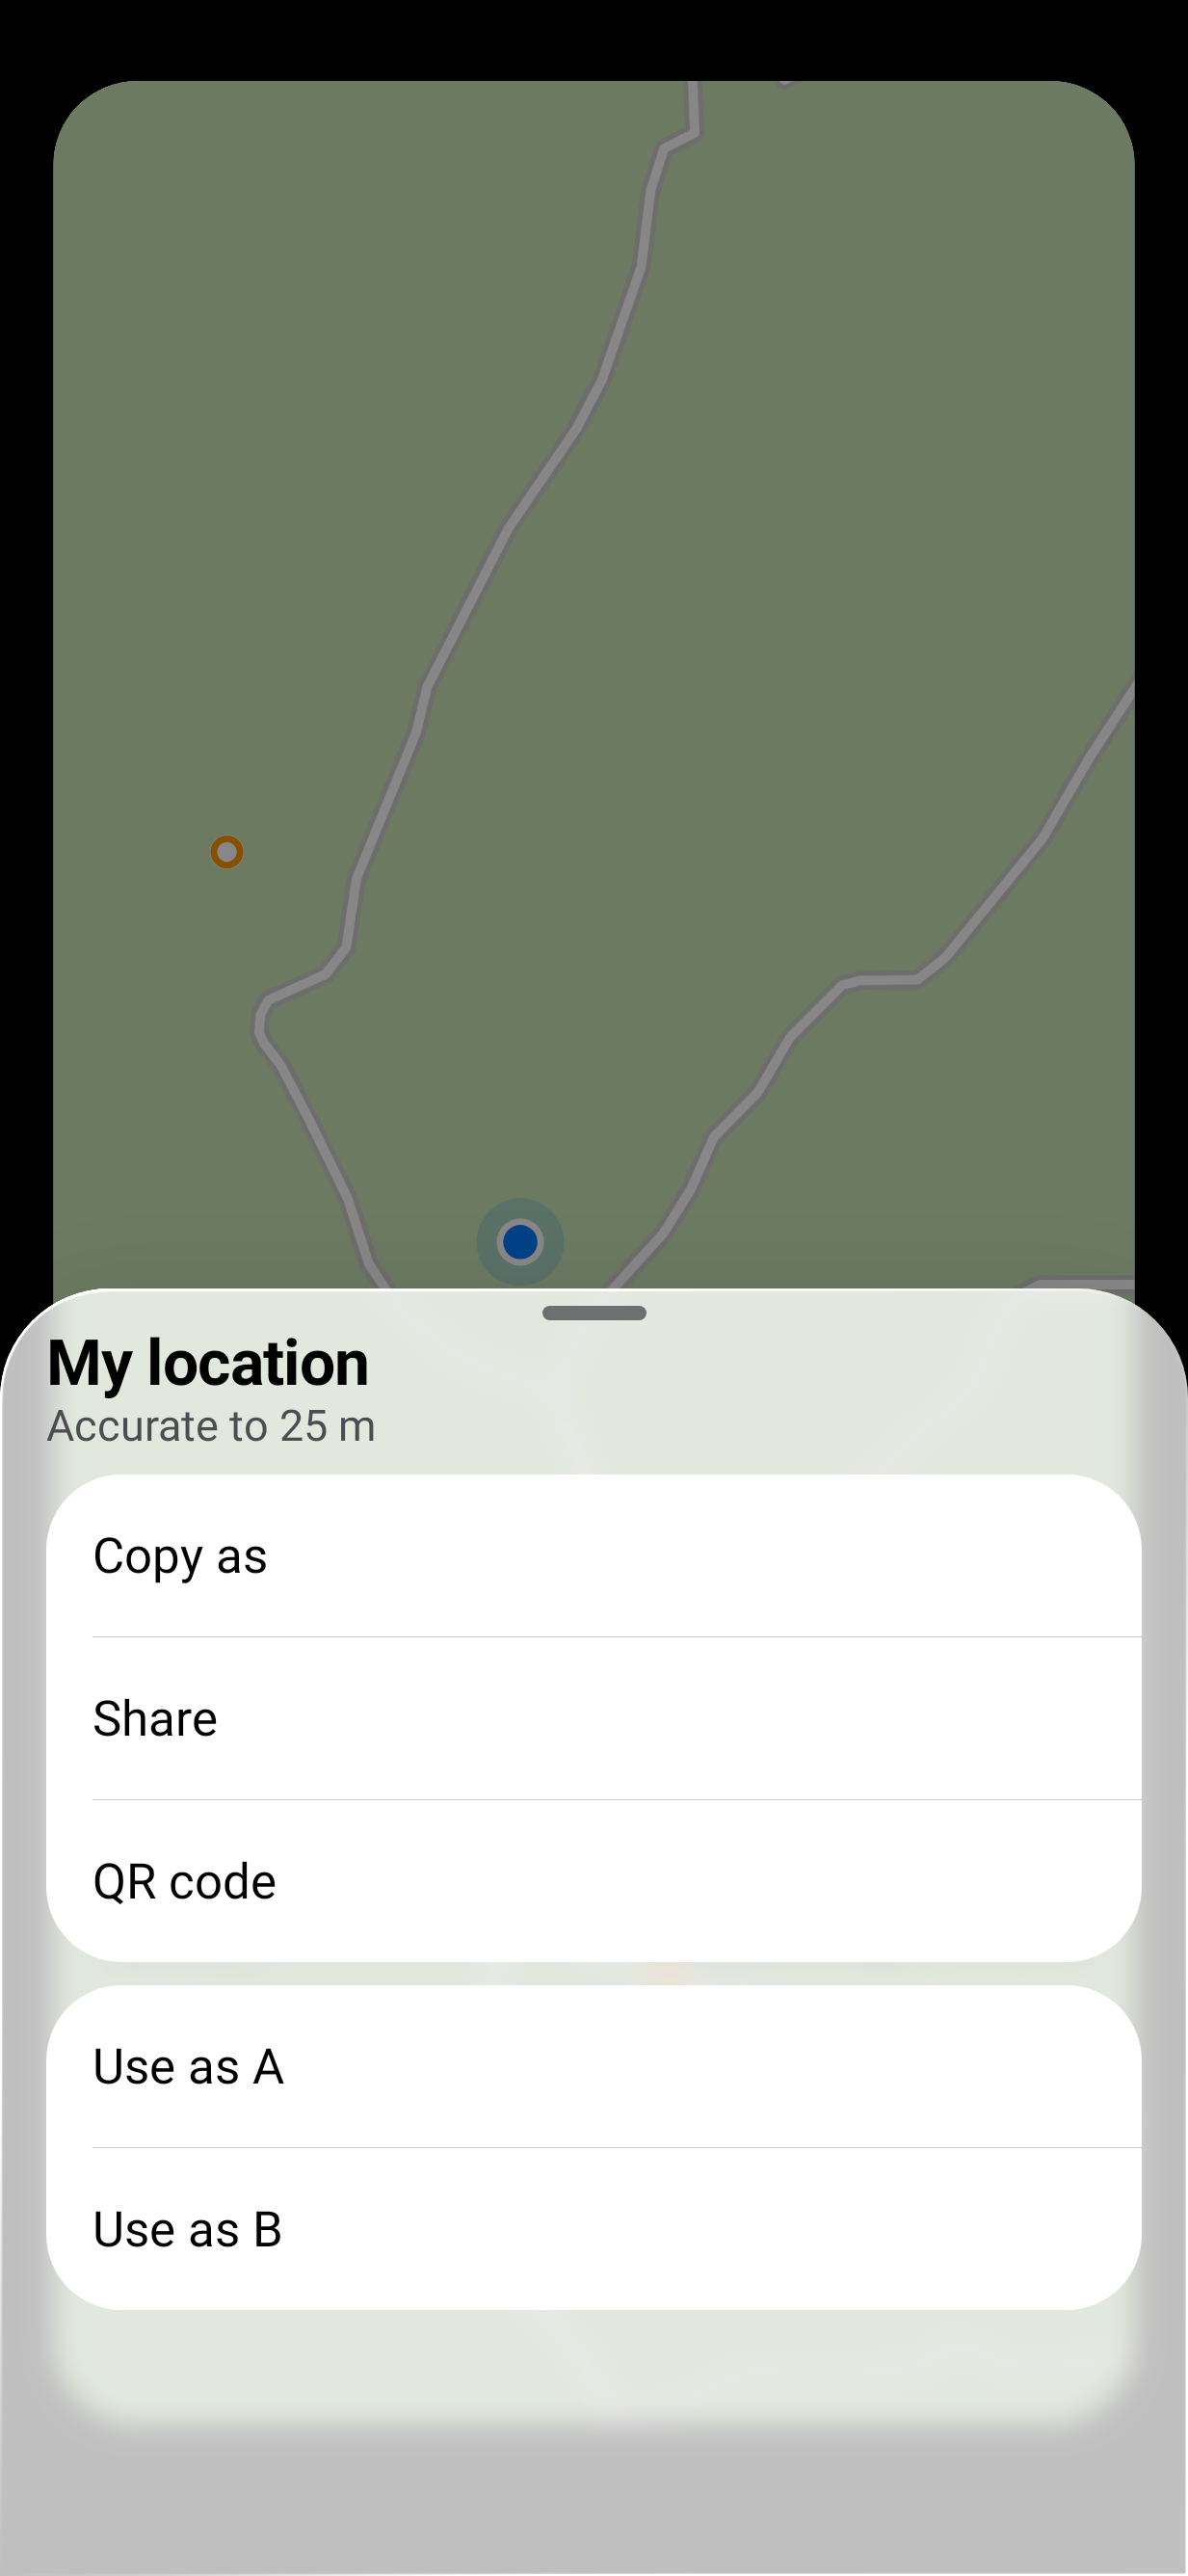 My location
Accurate to 25 m
Copy as
Share
QR code
Use as A
Use as B